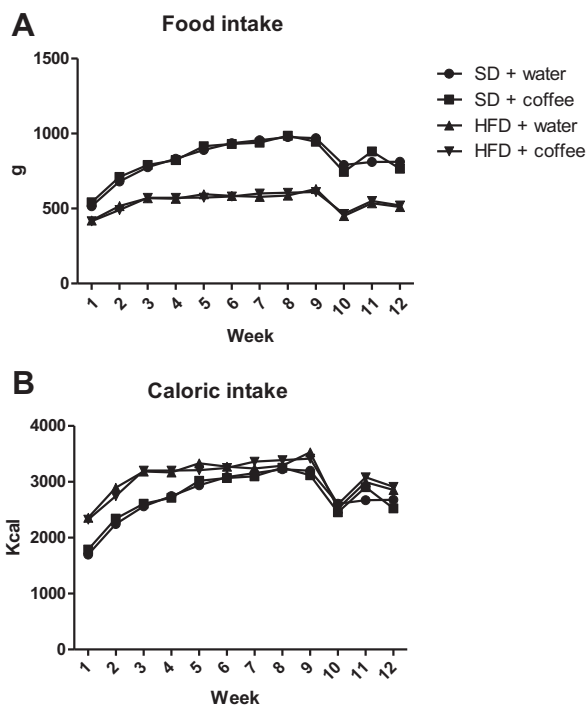 A
Food intake
1500
1000
500
0
g
1 2 3 4 5 6 7 8 9 10 11 12
Week
SD + water
SD + coffee
HFD + water
HFD + coffee
B
Caloric intake
4000
3000
2000
1000
0
Kcal
1 2 3 4 5 6 7 8 9 10 11 12
Week